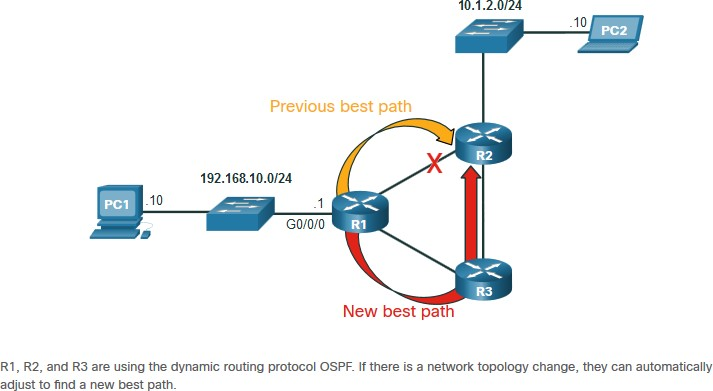 10.1.2.0/24
.10
PC2
Previous best path
R2
X
192.168.10.0/24
PC1
.10
.1
G0/0/0
R1
R3
New best path
R1, R2, and R3 are using the dynamic routing protocol OSPF. If there is a network topology change, they can automatically
adjust to find a new best path.